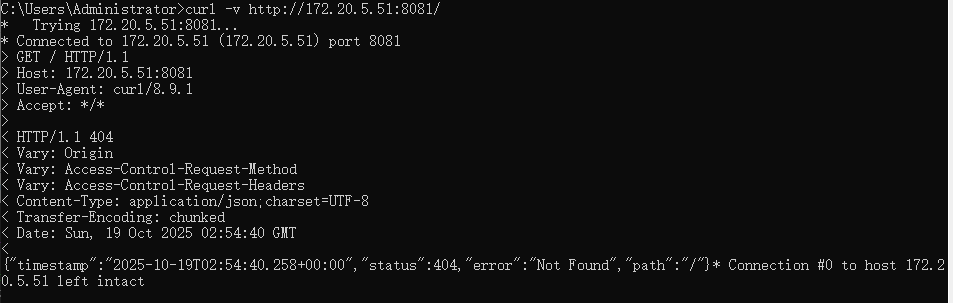 C:\Users\Administrator>curl -v http://172.20.5.51:8081/
*   Trying 172.20.5.51:8081...
* Connected to 172.20.5.51 (172.20.5.51) port 8081
> GET / HTTP/1.1
> Host: 172.20.5.51:8081
> User-Agent: curl/8.9.1
> Accept: */*
>
< HTTP/1.1 404
< Vary: Origin
< Vary: Access-Control-Request-Method
< Vary: Access-Control-Request-Headers
< Content-Type: application/json;charset=UTF-8
< Transfer-Encoding: chunked
< Date: Sun, 19 Oct 2025 02:54:40 GMT
<
{"timestamp":"2025-10-19T02:54:40.258+00:00","status":404,"error":"Not Found","path":"/"}* Connection #0 to host 172.2
0.5.51 left intact